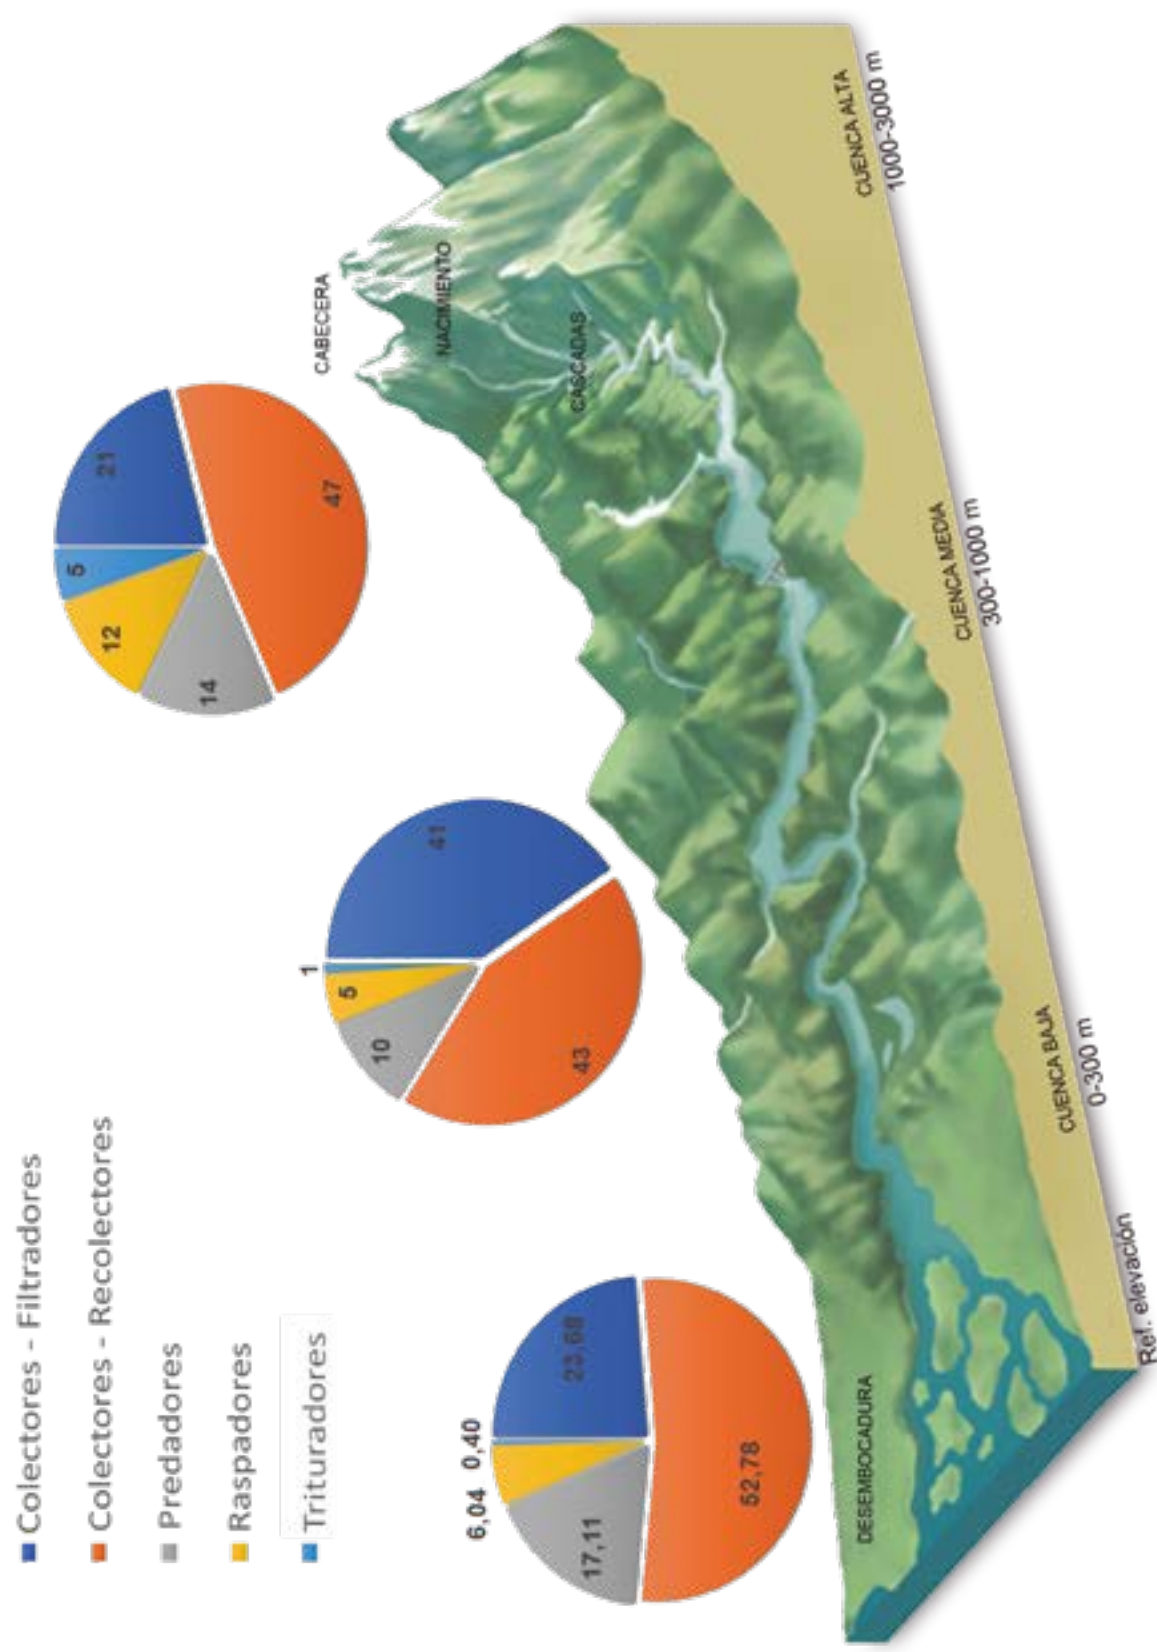 Colectores - Filtradores
Colectores - Recolectores
Predadores
Raspadores
Trituradores
6,04
0,40
23,68
17,11
52,78
1
5
41
10
43
5
21
12
14
47
CABECERA
NACIMIENTO
CASCADAS
DESEMBOCADURA
Ref. elevación
CUENCA BAJA
0-300 m
CUENCA MEDIA
300-1000 m
CUENCA ALTA
1000-3000 m